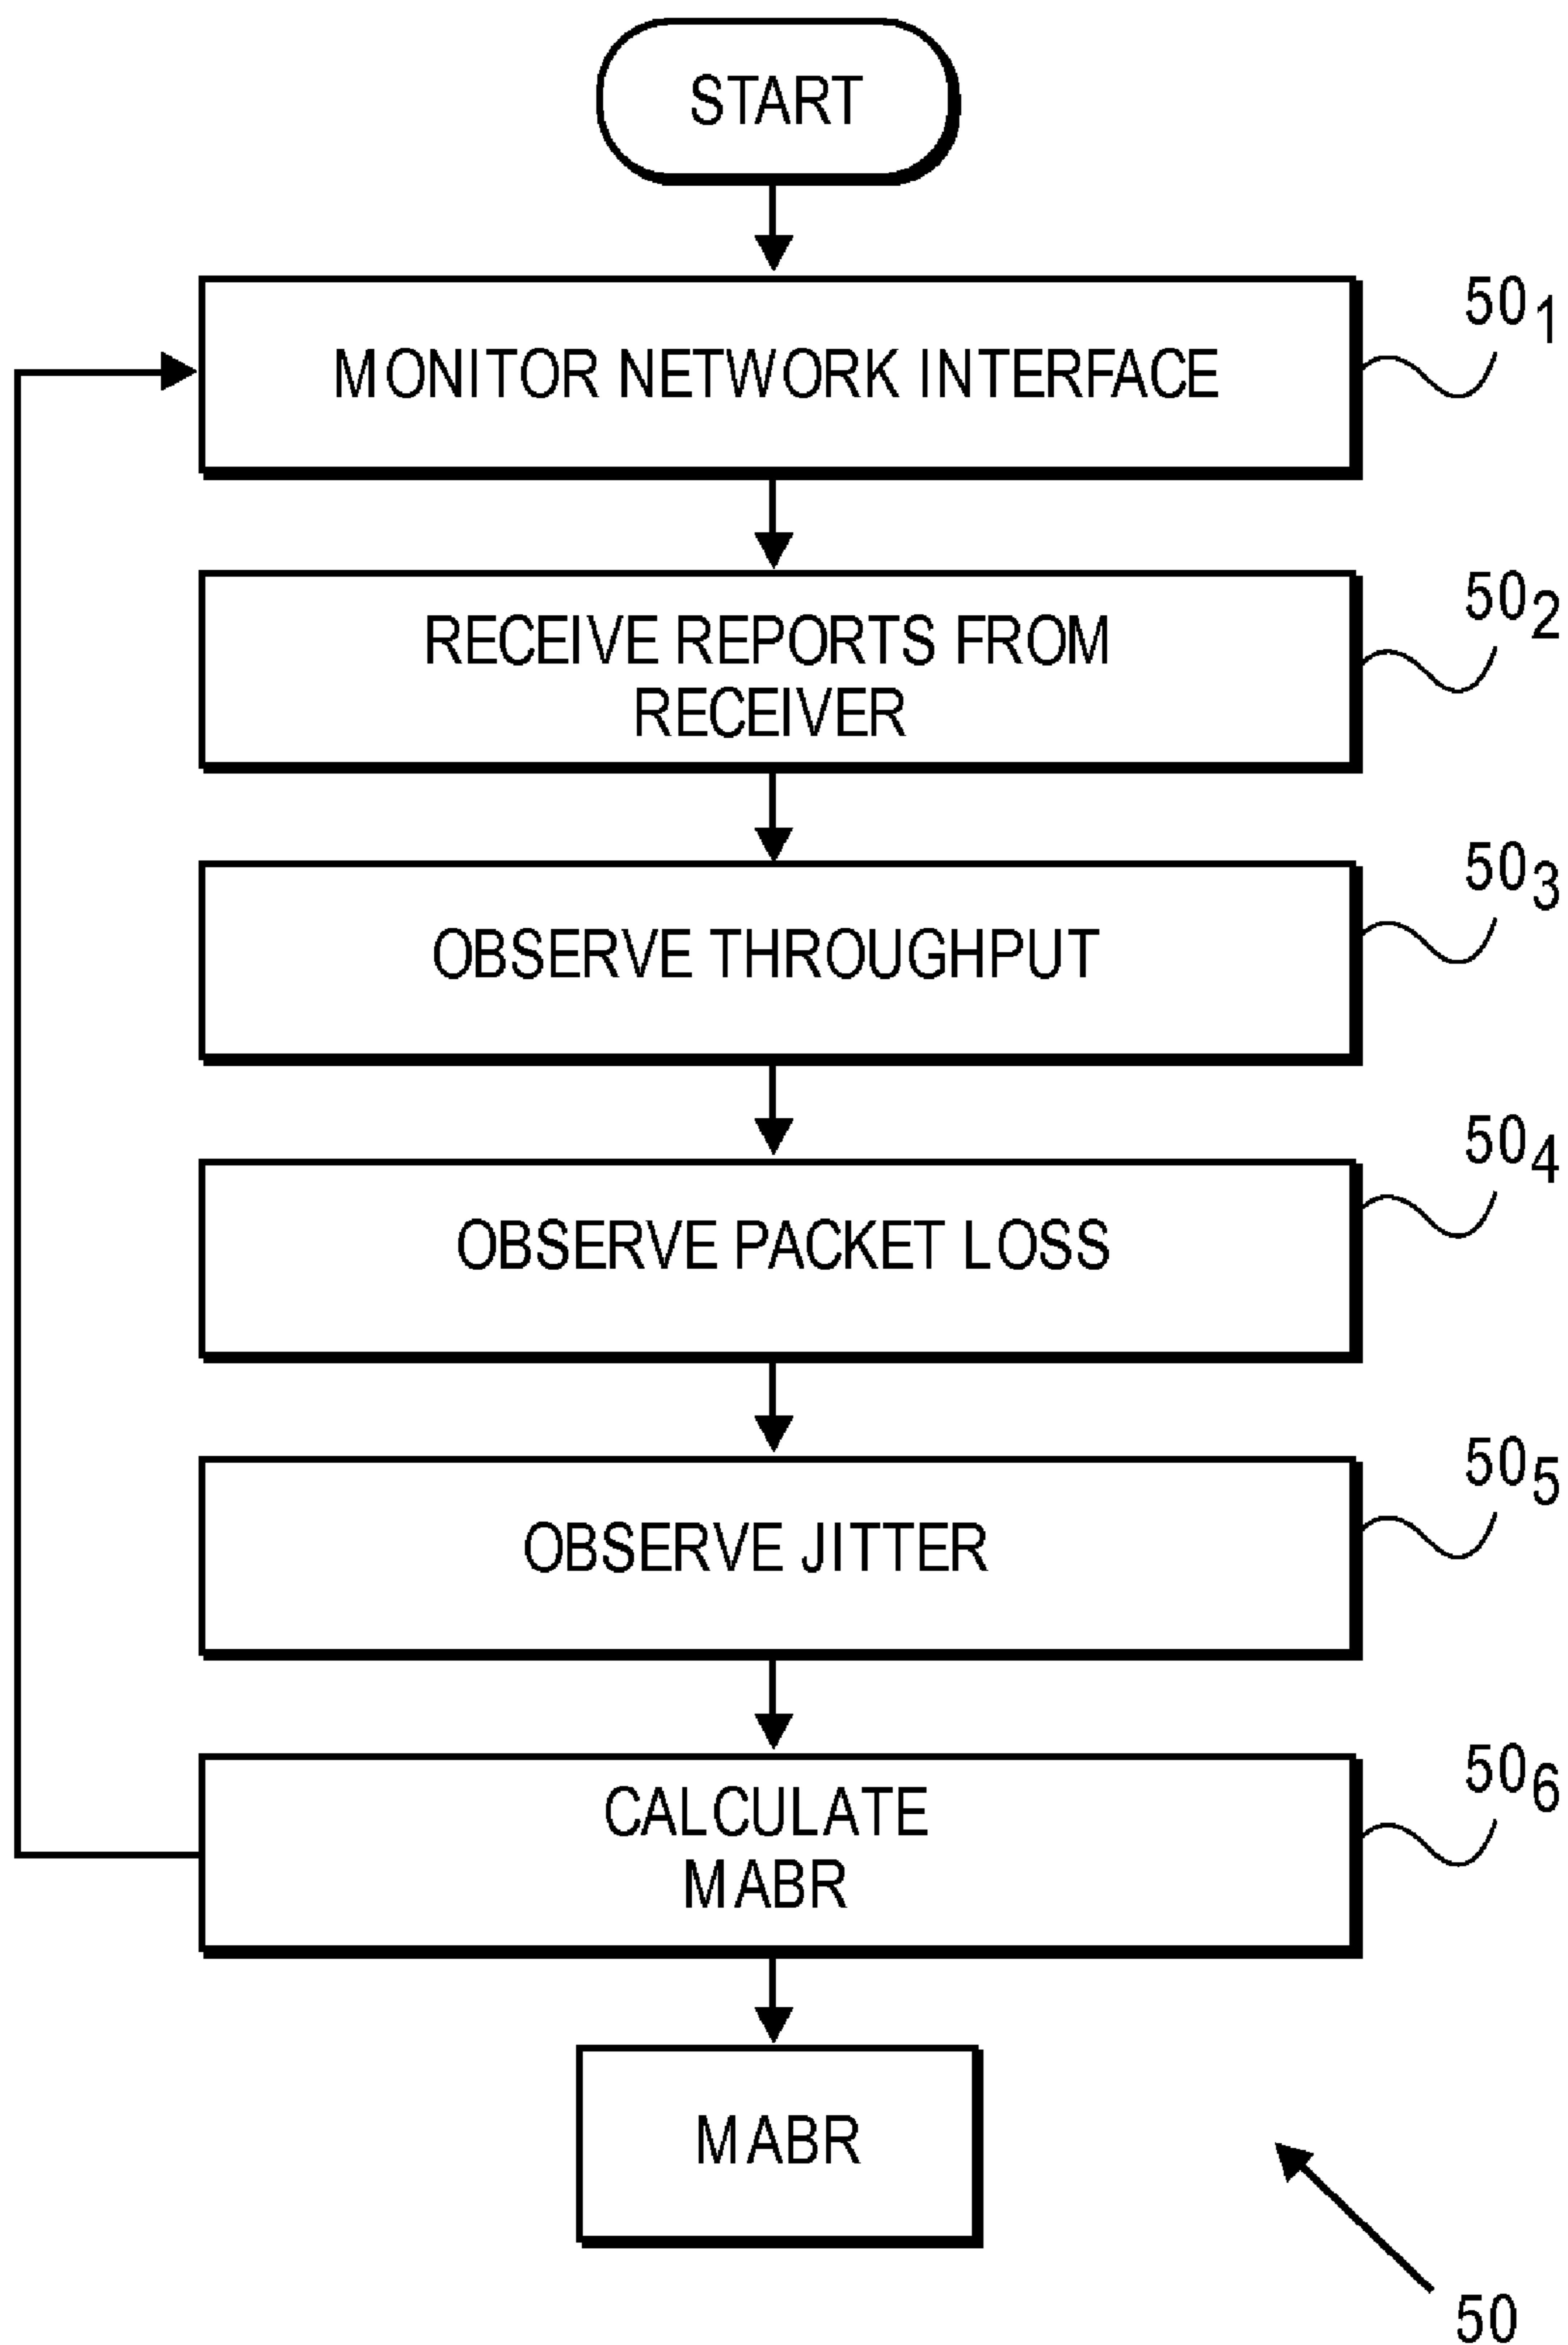 START
MONITOR NETWORK INTERFACE
50₁
RECEIVE REPORTS FROM
RECEIVER
50₂
OBSERVE THROUGHPUT
50₃
OBSERVE PACKET LOSS
50₄
OBSERVE JITTER
50₅
CALCULATE
MABR
50₆
MABR
50